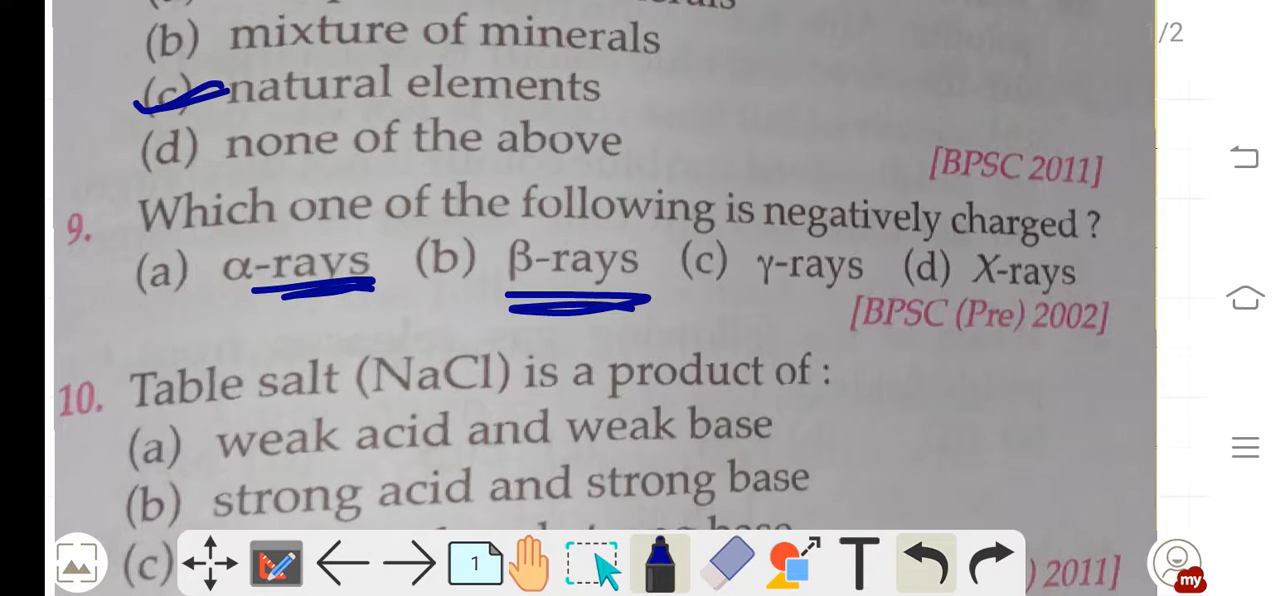 (b) mixture of minerals
1/2
(c) natural elements
(d) none of the above
[BPSC 2011]
9. Which one of the following is negatively charged ?
(a) α-rays (b) β-rays (c) γ-rays (d) X-rays
[BPSC (Pre) 2002]
10. Table salt (NaCl) is a product of :
(a) weak acid and weak base
(b) strong acid and strong base
(c)
) 2011]
1
T
my